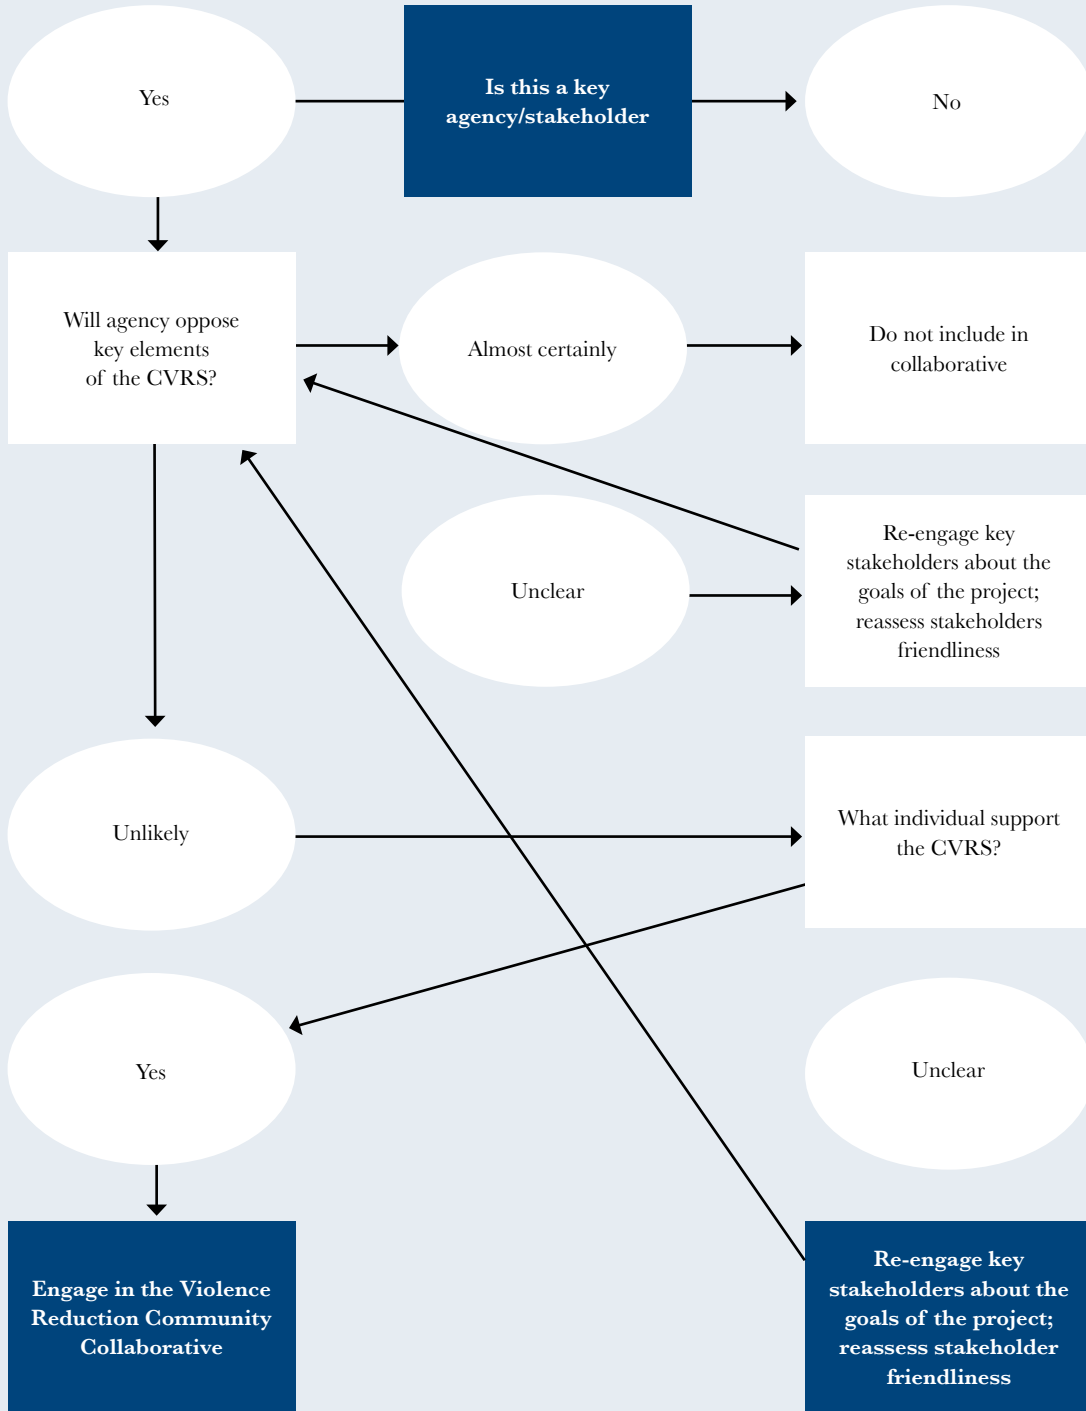 Yes
Is this a key
agency/stakeholder
No
Will agency oppose
key elements
of the CVRS?
Almost certainly
Do not include in
collaborative
Unclear
Re-engage key
stakeholders about the
goals of the project;
reassess stakeholders
friendliness
Unlikely
What individual support
the CVRS?
Yes
Unclear
Engage in the Violence
Reduction Community
Collaborative
Re-engage key
stakeholders about the
goals of the project;
reassess stakeholder
friendliness